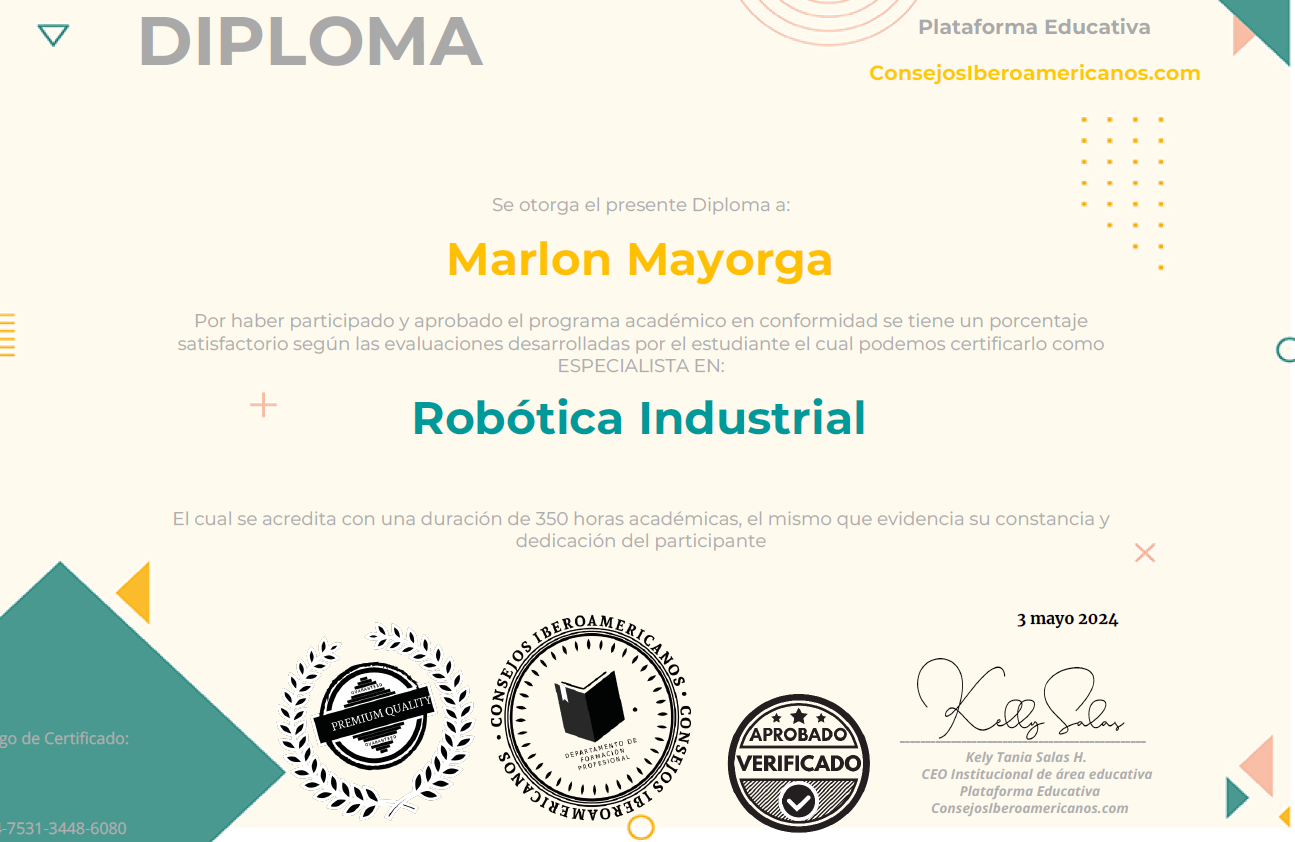 DIPLOMA
Plataforma Educativa
ConsejosIberoamericanos.com
Se otorga el presente Diploma a:
Marlon Mayorga
Por haber participado y aprobado el programa académico en conformidad se tiene un porcentaje
satisfactorio según las evaluaciones desarrolladas por el estudiante el cual podemos certificarlo como
ESPECIALISTA EN:
Robótica Industrial
El cual se acredita con una duración de 350 horas académicas, el mismo que evidencia su constancia y
dedicación del participante
3 mayo 2024
GUARANTEED
PREMIUM QUALITY
GUARANTEED
CONSEJOS IBEROAMERICANOS •
CONSEJOS IBEROAMERICANOS •
DEPARTAMENTO DE
FORMACIÓN
PROFESIONAL
APROBADO
VERIFICADO
Kelly Salas
Kely Tania Salas H.
CEO Institucional de área educativa
Plataforma Educativa
ConsejosIberoamericanos.com
go de Certificado:
-7531-3448-6080